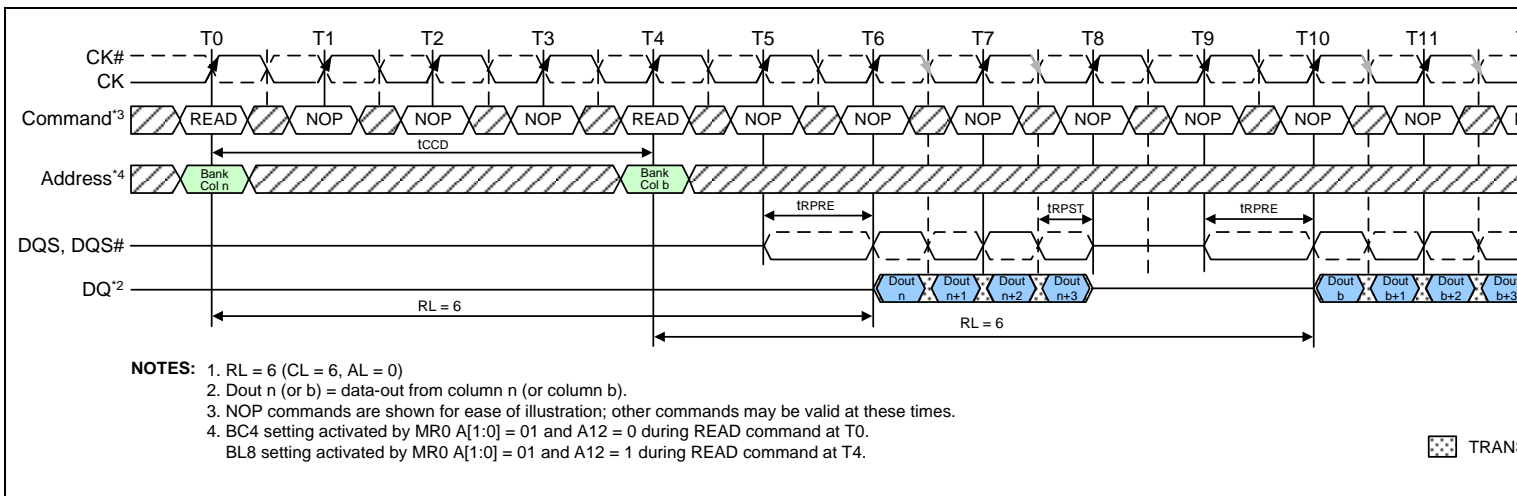 T0 T1 T2 T3 T4 T5 T6 T7 T8 T9 T10 T11
CK#
CK
Command*3 READ NOP NOP NOP READ NOP NOP NOP NOP NOP NOP NOP
tCCD
Address*4 Bank Col n Bank Col b
tRPRE tRPST tRPRE
DQS, DQS#
DQ*2 Dout n Dout n+1 Dout n+2 Dout n+3 Dout b Dout b+1 Dout b+2 Dout b+3
RL = 6
RL = 6
NOTES: 1. RL = 6 (CL = 6, AL = 0)
2. Dout n (or b) = data-out from column n (or column b).
3. NOP commands are shown for ease of illustration; other commands may be valid at these times.
4. BC4 setting activated by MR0 A[1:0] = 01 and A12 = 0 during READ command at T0.
BL8 setting activated by MR0 A[1:0] = 01 and A12 = 1 during READ command at T4.